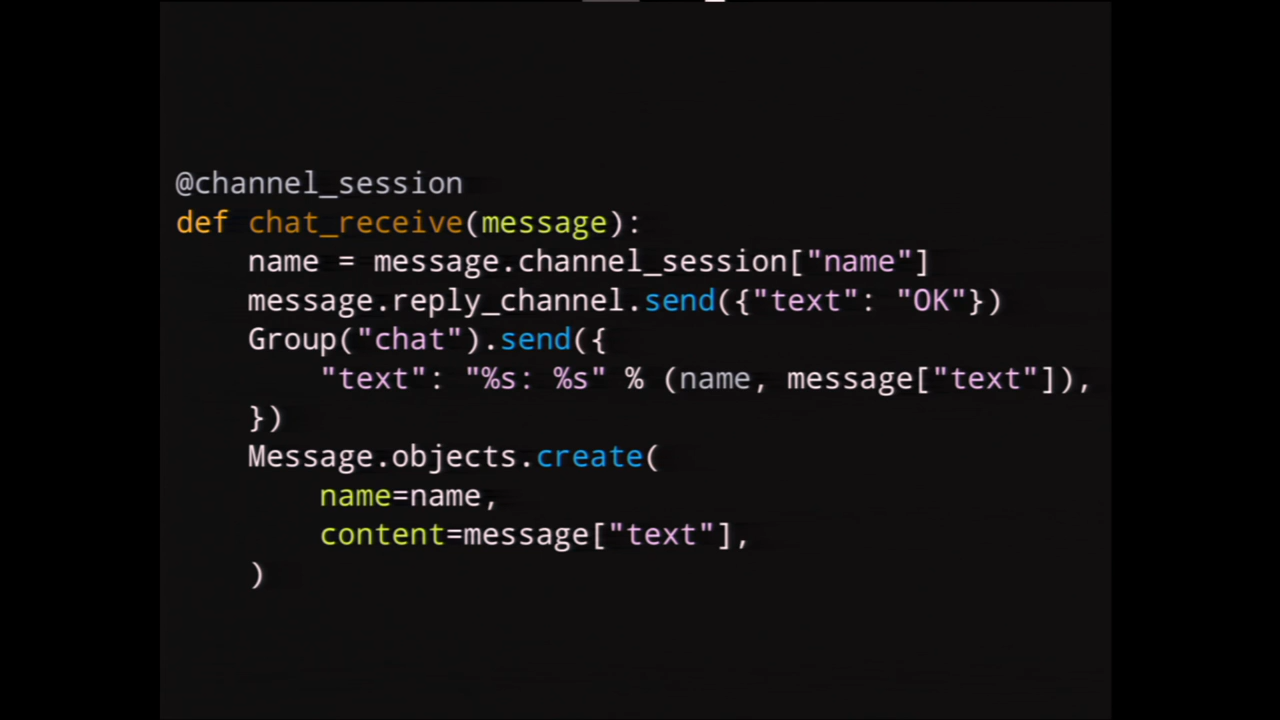 @channel_session
def chat_receive(message):
    name = message.channel_session["name"]
    message.reply_channel.send({"text": "OK"})
    Group("chat").send({
        "text": "%s: %s" % (name, message["text"]),
    })
    Message.objects.create(
        name=name,
        content=message["text"],
    )